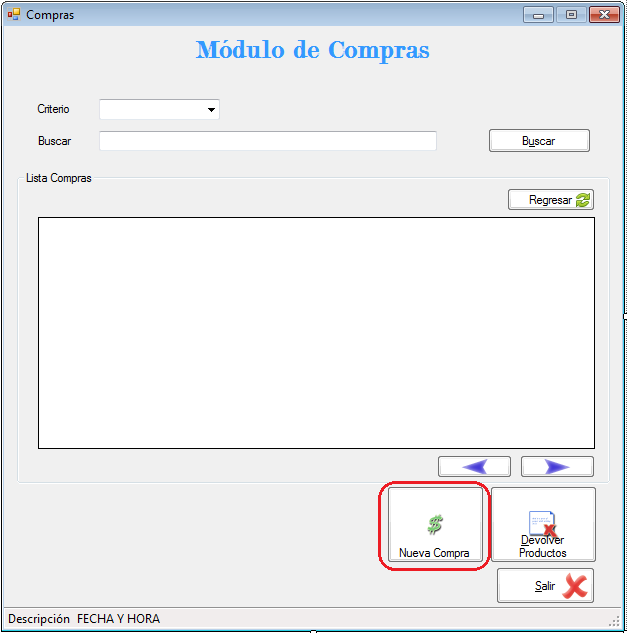 Compras
Módulo de Compras
Criterio
Buscar
Buscar
Lista Compras
Regresar
Nueva Compra
Devolver
Productos
Salir
Descripción FECHA Y HORA